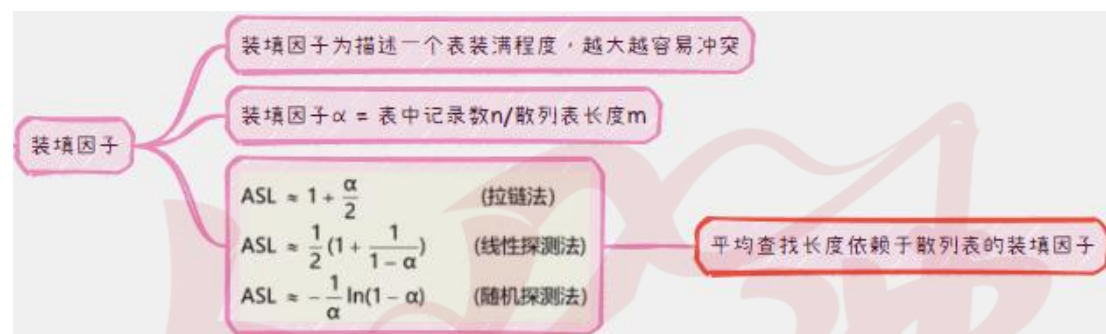 装填因子为描述一个表装满程度，越大越容易冲突
装填因子α = 表中记录数n/散列表长度m
装填因子
ASL ≈ 1 + α/2 (拉链法)
ASL ≈ 1/2 (1 + 1/(1 − α)) (线性探测法)
ASL ≈ − 1/α ln(1 − α) (随机探测法)
平均查找长度依赖于散列表的装填因子